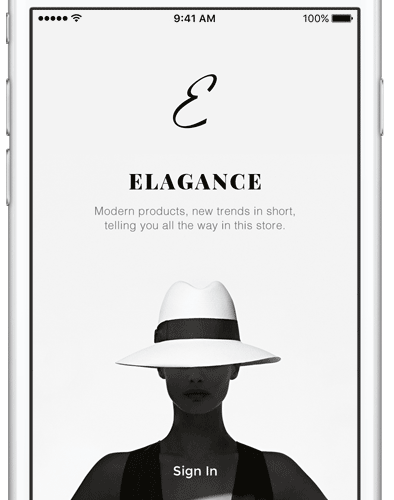 9:41 AM
100%
E
ELAGANCE
Modern products, new trends in short,
telling you all the way in this store.
Sign In